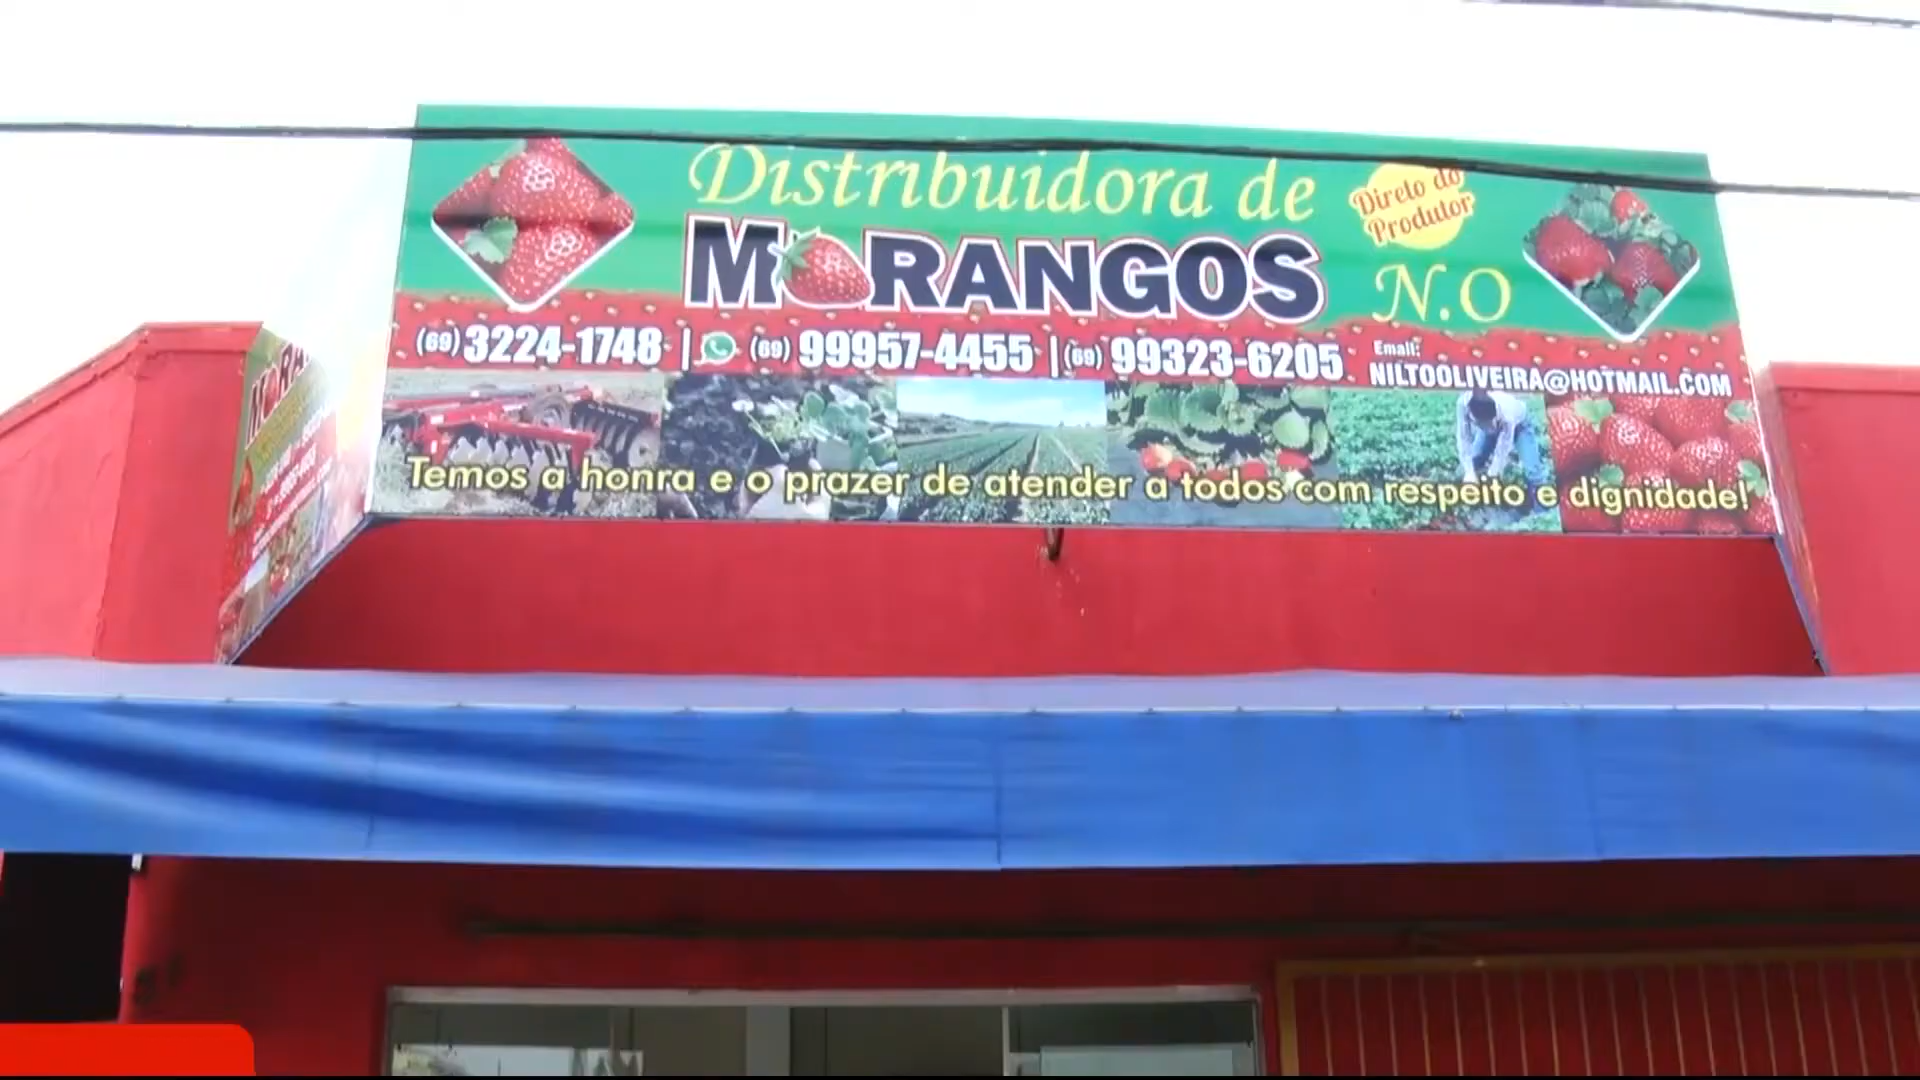 Distribuidora de
MORANGOS
Direto do
Produtor
N.O
(69) 3224-1748 | (69) 99957-4455 | (69) 99323-6205
Email:
NILTOOLIVEIRA@HOTMAIL.COM
Temos a honra e o prazer de atender a todos com respeito e dignidade!